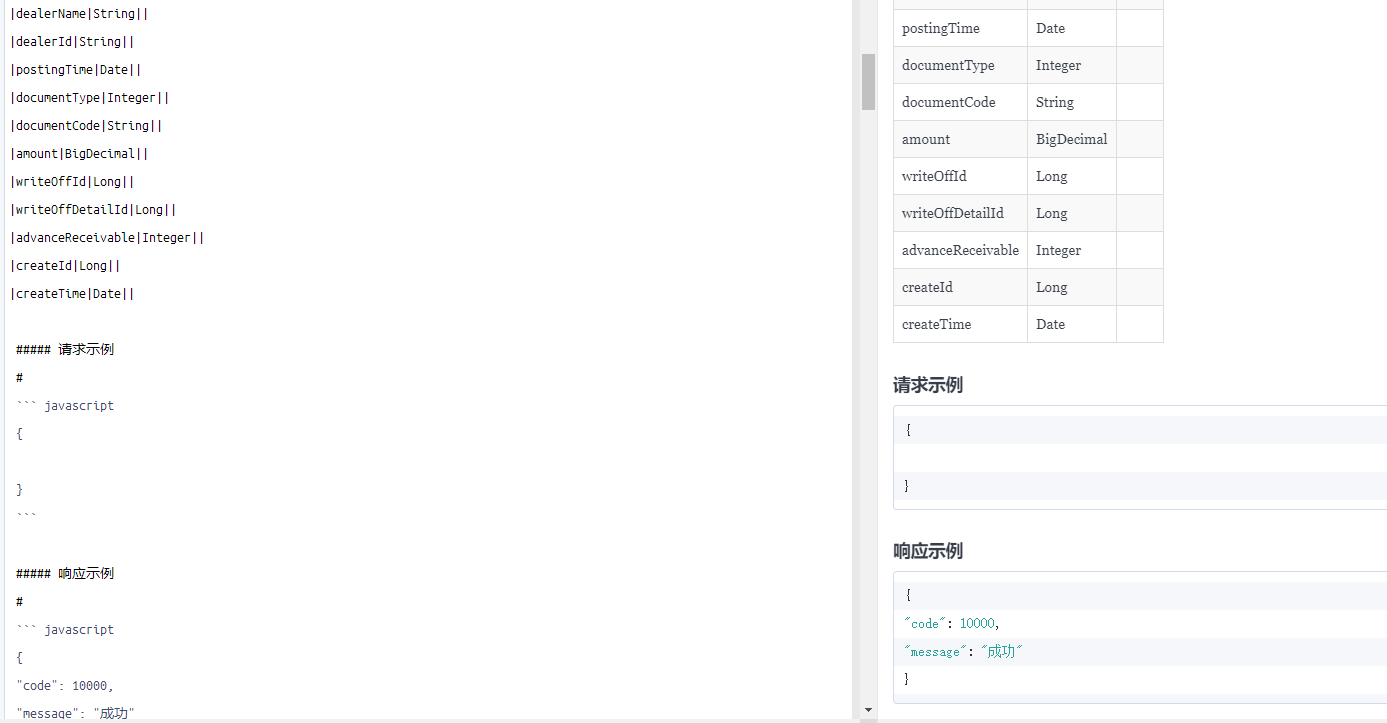 |dealerName|String||
|dealerId|String||
|postingTime|Date||
|documentType|Integer||
|documentCode|String||
|amount|BigDecimal||
|writeOffId|Long||
|writeOffDetailId|Long||
|advanceReceivable|Integer||
|createId|Long||
|createTime|Date||
##### 请求示例
#
``` javascript
{
}
```
##### 响应示例
#
``` javascript
{
"code": 10000,
"message": "成功"
postingTime Date
documentType Integer
documentCode String
amount BigDecimal
writeOffId Long
writeOffDetailId Long
advanceReceivable Integer
createId Long
createTime Date
请求示例
{
}
响应示例
{
"code": 10000,
"message": "成功"
}